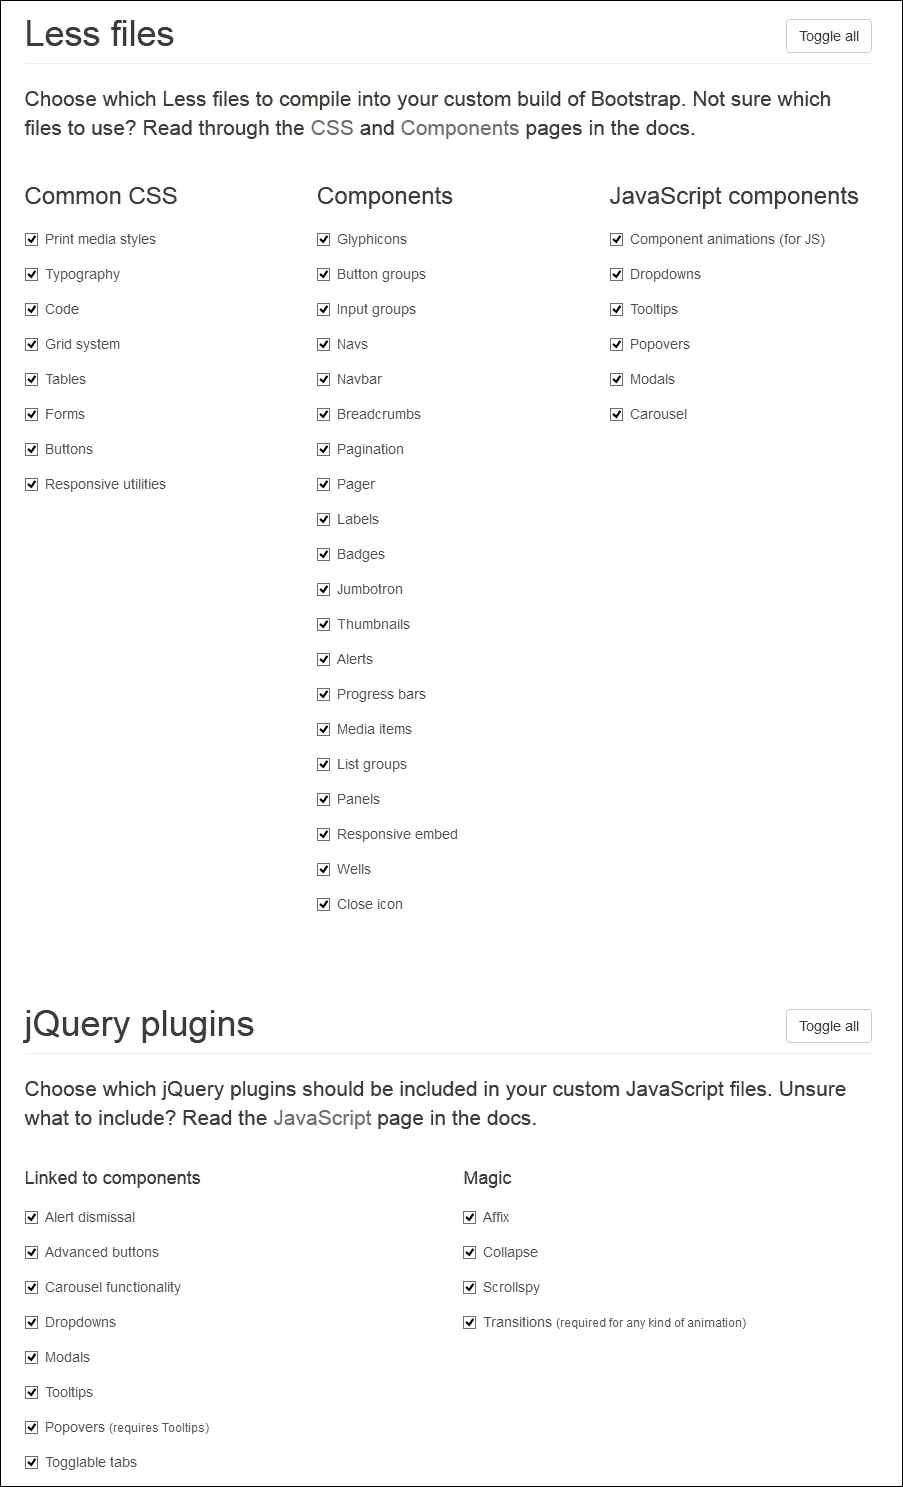 Less files
Toggle all
Choose which Less files to compile into your custom build of Bootstrap. Not sure which
files to use? Read through the CSS and Components pages in the docs.
Common CSS
Print media styles
Typography
Code
Grid system
Tables
Forms
Buttons
Responsive utilities
Components
Glyphicons
Button groups
Input groups
Navs
Navbar
Breadcrumbs
Pagination
Pager
Labels
Badges
Jumbotron
Thumbnails
Alerts
Progress bars
Media items
List groups
Panels
Responsive embed
Wells
Close icon
JavaScript components
Component animations (for JS)
Dropdowns
Tooltips
Popovers
Modals
Carousel
jQuery plugins
Toggle all
Choose which jQuery plugins should be included in your custom JavaScript files. Unsure
what to include? Read the JavaScript page in the docs.
Linked to components
Alert dismissal
Advanced buttons
Carousel functionality
Dropdowns
Modals
Tooltips
Popovers (requires Tooltips)
Togglable tabs
Magic
Affix
Collapse
Scrollspy
Transitions (required for any kind of animation)